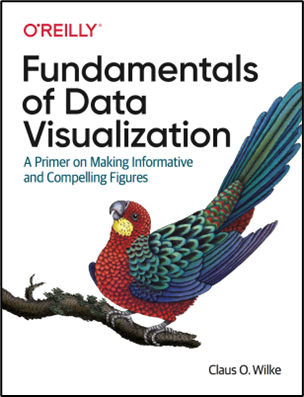 O'REILLY®
Fundamentals
of Data
Visualization
A Primer on Making Informative
and Compelling Figures
Claus O. Wilke